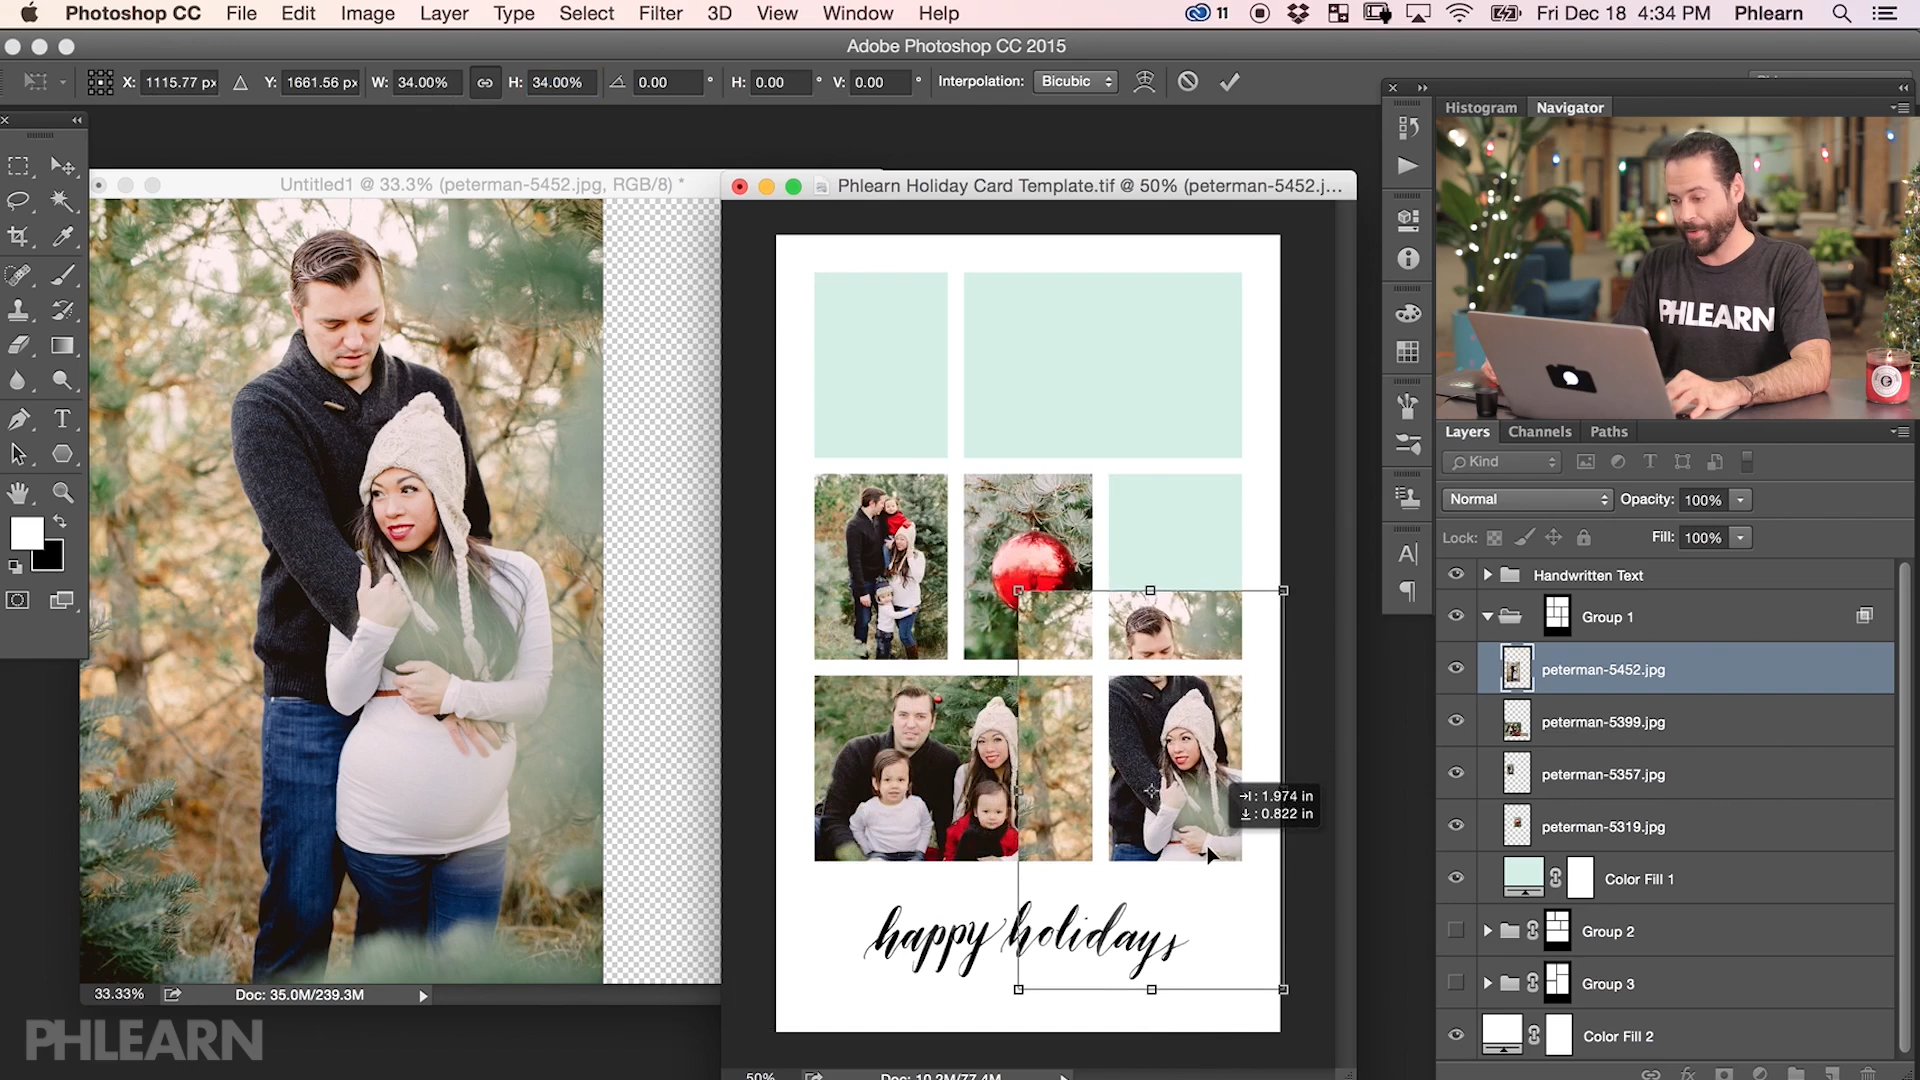 Photoshop CC File Edit Image Layer Type Select Filter 3D View Window Help 11 Fri Dec 18 4:34 PM Phlearn
Adobe Photoshop CC 2015
X: 1115.77 px Y: 1661.56 px W: 34.00% H: 34.00% 0.00 ° H: 0.00 ° V: 0.00 ° Interpolation: Bicubic
Histogram Navigator
Untitled1 @ 33.3% (peterman-5452.jpg, RGB/8) *
Phlearn Holiday Card Template.tif @ 50% (peterman-5452.j...
PHLEARN
Layers Channels Paths
Kind
Normal Opacity: 100%
Lock: Fill: 100%
Handwritten Text
Group 1
peterman-5452.jpg
peterman-5399.jpg
peterman-5357.jpg
peterman-5319.jpg
Color Fill 1
Group 2
Group 3
Color Fill 2
: 1.974 in
: 0.822 in
happy holidays
33.33% Doc: 35.0M/239.3M
PHLEARN
50% Doc: 10.2M/77.4M